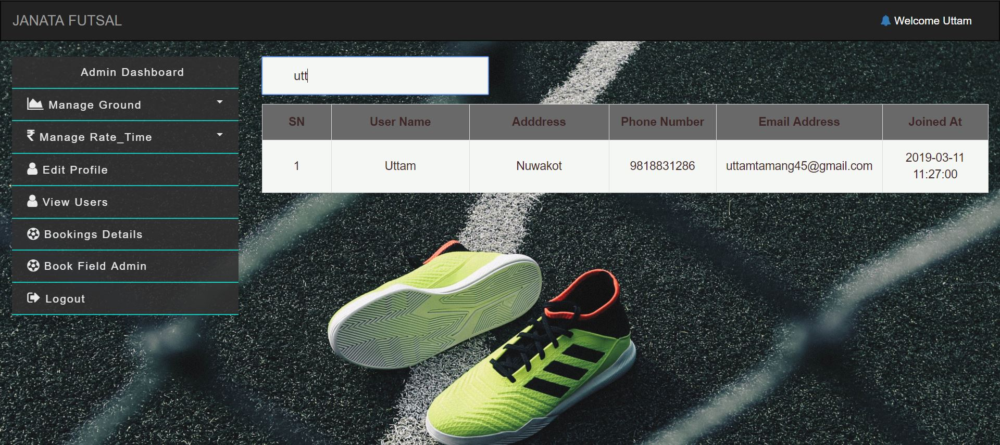 JANATA FUTSAL
Welcome Uttam
Admin Dashboard
Manage Ground
Manage Rate_Time
Edit Profile
View Users
Bookings Details
Book Field Admin
Logout
utt
SN User Name Adddress Phone Number Email Address Joined At
1 Uttam Nuwakot 9818831286 uttamtamang45@gmail.com 2019-03-11
11:27:00